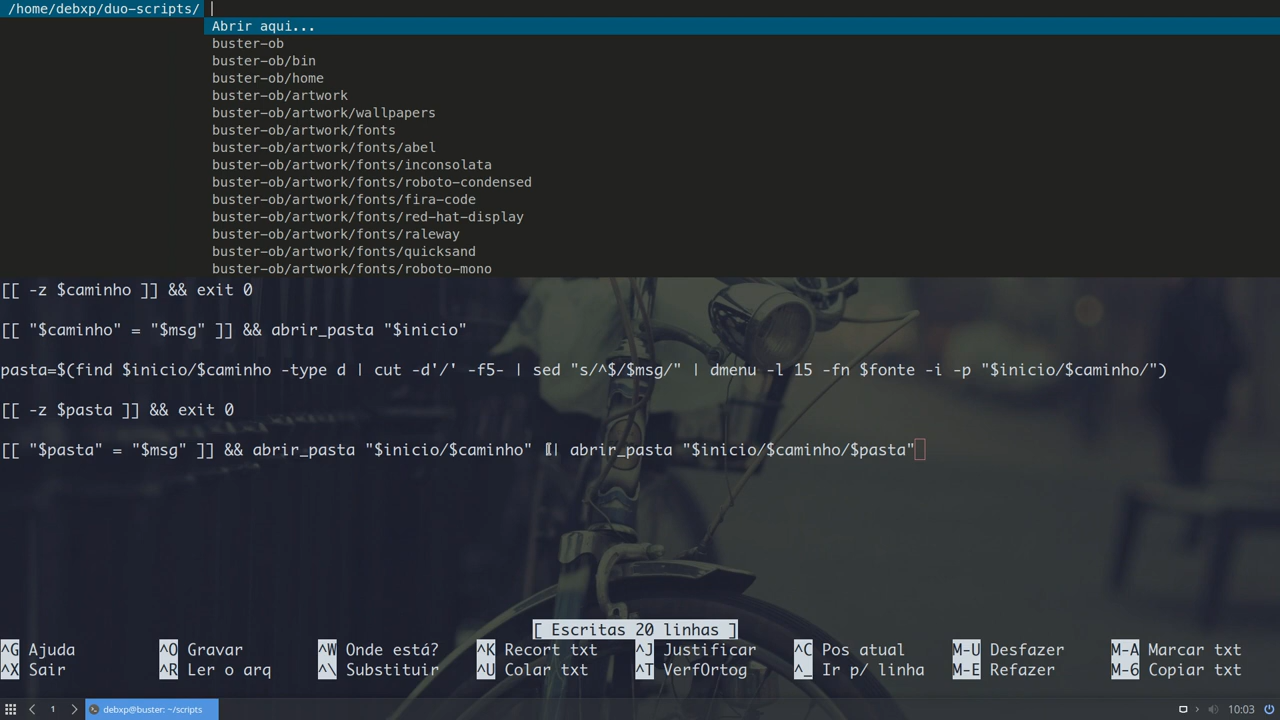 /home/debxp/duo-scripts/
Abrir aqui...
buster-ob
buster-ob/bin
buster-ob/home
buster-ob/artwork
buster-ob/artwork/wallpapers
buster-ob/artwork/fonts
buster-ob/artwork/fonts/abel
buster-ob/artwork/fonts/inconsolata
buster-ob/artwork/fonts/roboto-condensed
buster-ob/artwork/fonts/fira-code
buster-ob/artwork/fonts/red-hat-display
buster-ob/artwork/fonts/raleway
buster-ob/artwork/fonts/quicksand
buster-ob/artwork/fonts/roboto-mono
[[ -z $caminho ]] && exit 0
[[ "$caminho" = "$msg" ]] && abrir_pasta "$inicio"
pasta=$(find $inicio/$caminho -type d | cut -d'/' -f5- | sed "s/^$/$msg/" | dmenu -l 15 -fn $fonte -i -p "$inicio/$caminho/")
[[ -z $pasta ]] && exit 0
[[ "$pasta" = "$msg" ]] && abrir_pasta "$inicio/$caminho" || abrir_pasta "$inicio/$caminho/$pasta"
[ Escritas 20 linhas ]
^G Ajuda ^O Gravar ^W Onde está? ^K Recort txt ^J Justificar ^C Pos atual M-U Desfazer M-A Marcar txt
^X Sair ^R Ler o arq ^\ Substituir ^U Colar txt ^T VerfOrtog ^_ Ir p/ linha M-E Refazer M-6 Copiar txt
1 debxp@buster: ~/scripts 10:03